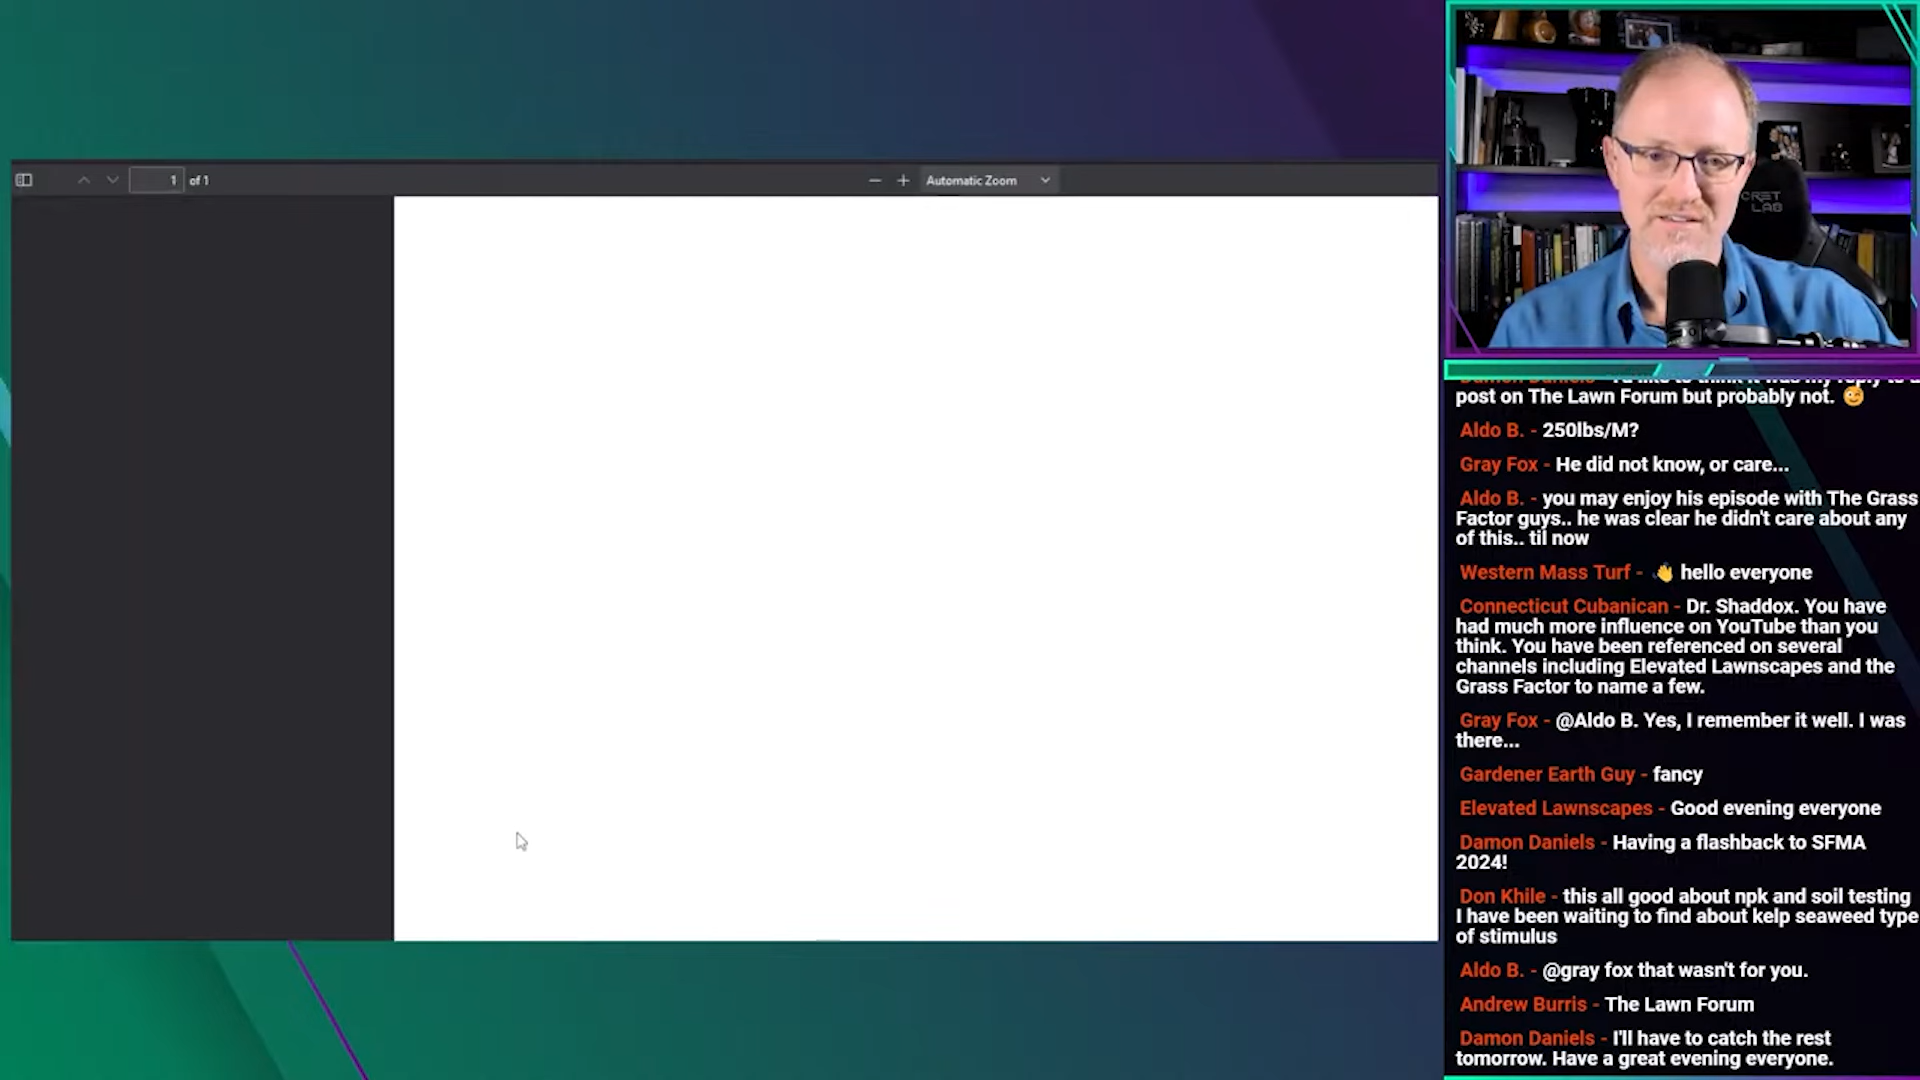 1 of 1
Automatic Zoom
CRET
LAB
post on The Lawn Forum but probably not. 😉
Aldo B. - 250lbs/M?
Gray Fox - He did not know, or care...
Aldo B. - you may enjoy his episode with The Grass
Factor guys.. he was clear he didn't care about any
of this.. til now
Western Mass Turf - 👋 hello everyone
Connecticut Cubanican - Dr. Shaddox. You have
had much more influence on YouTube than you
think. You have been referenced on several
channels including Elevated Lawnscapes and the
Grass Factor to name a few.
Gray Fox - @Aldo B. Yes, I remember it well. I was
there...
Gardener Earth Guy - fancy
Elevated Lawnscapes - Good evening everyone
Damon Daniels - Having a flashback to SFMA
2024!
Don Khile - this all good about npk and soil testing
I have been waiting to find about kelp seaweed type
of stimulus
Aldo B. - @gray fox that wasn't for you.
Andrew Burris - The Lawn Forum
Damon Daniels - I'll have to catch the rest
tomorrow. Have a great evening everyone.